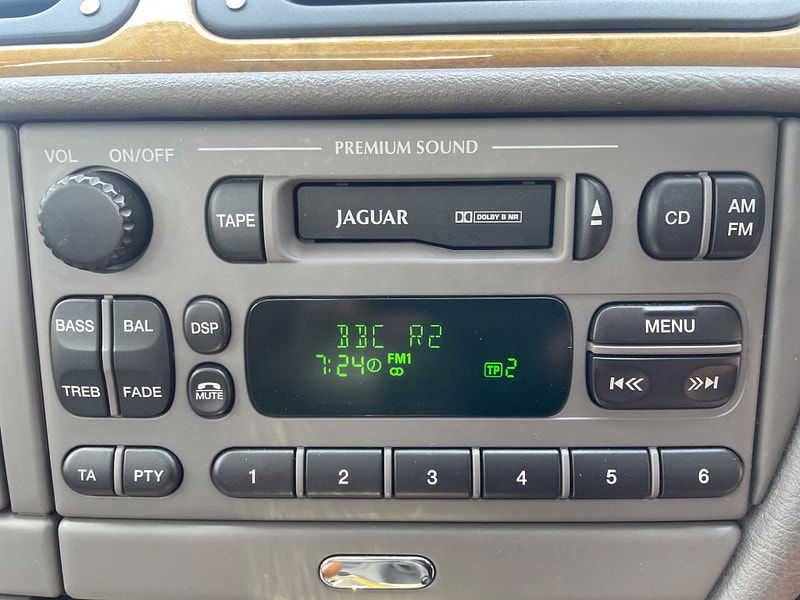 VOL ON/OFF PREMIUM SOUND
TAPE JAGUAR DOLBY B NR CD AM
FM
BASS BAL DSP BBC R2 MENU
7:24 FM1 TP 2
TREB FADE MUTE
TA PTY 1 2 3 4 5 6